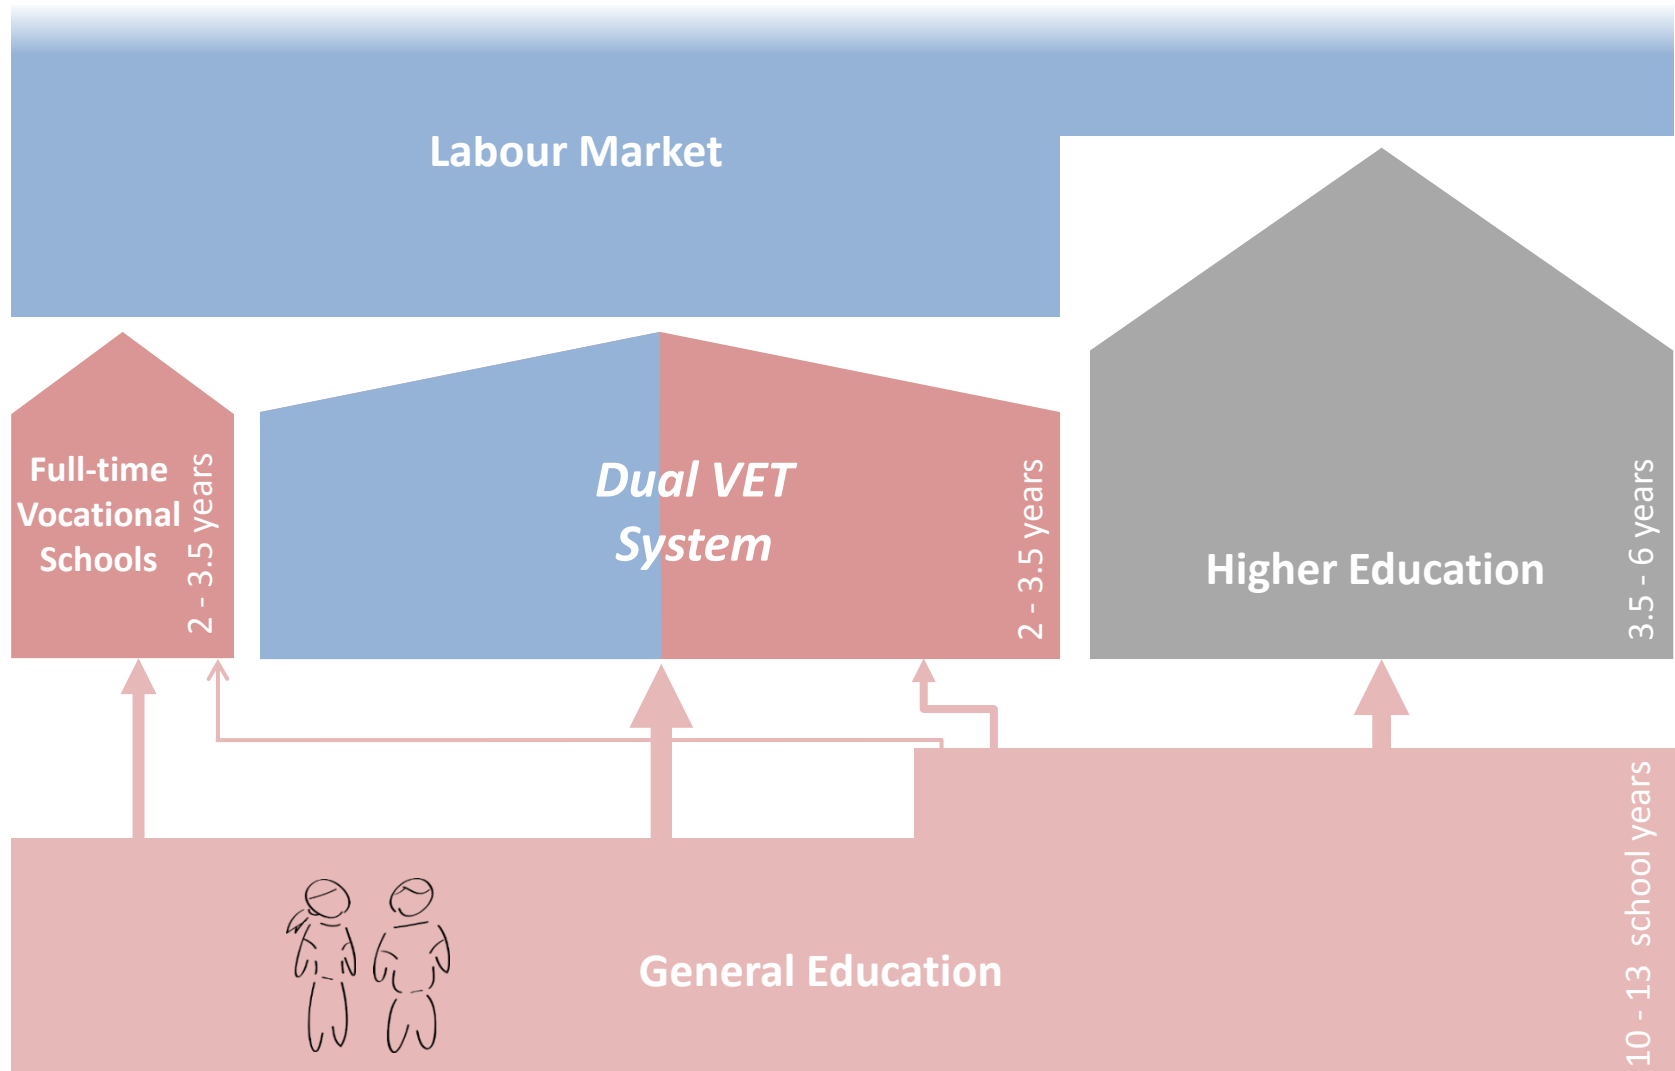 Labour Market
Full-time
Vocational
Schools
2 - 3.5 years
Dual VET
System
2 - 3.5 years
Higher Education
3.5 - 6 years
General Education
10 - 13 school years